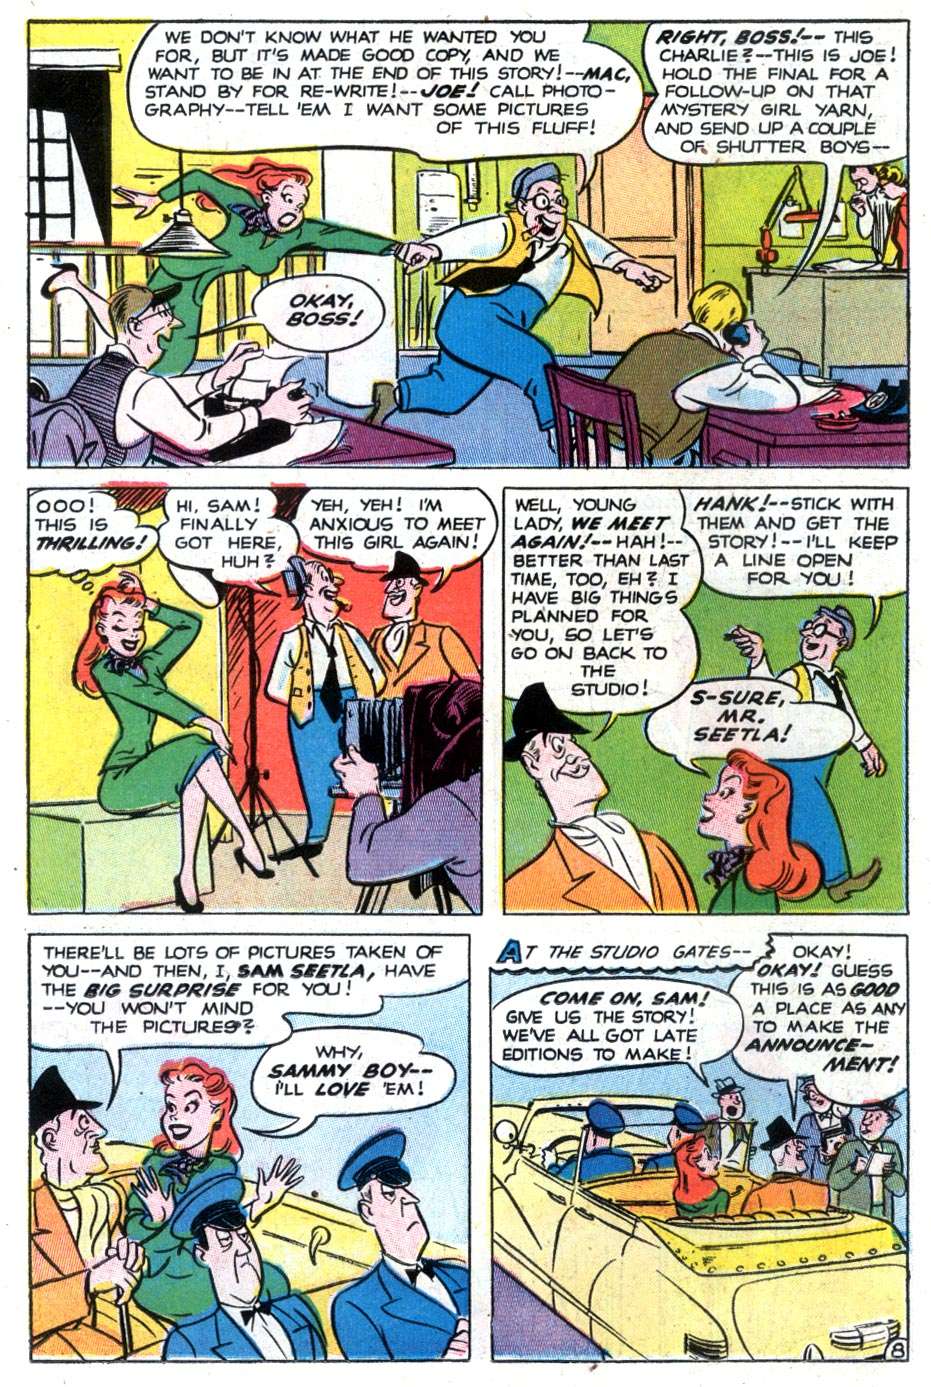 WE DON'T KNOW WHAT HE WANTED YOU
FOR, BUT IT'S MADE GOOD COPY, AND WE
WANT TO BE IN AT THE END OF THIS STORY!--MAC,
STAND BY FOR RE-WRITE!--JOE! CALL PHOTO-
GRAPHY--TELL 'EM I WANT SOME PICTURES
OF THIS FLUFF!
RIGHT, BOSS!-- THIS
CHARLIE?--THIS IS JOE!
HOLD THE FINAL FOR A
FOLLOW-UP ON THAT
MYSTERY GIRL YARN,
AND SEND UP A COUPLE
OF SHUTTER BOYS--
OKAY,
BOSS!
OOO!
THIS IS
THRILLING!
HI, SAM!
FINALLY
GOT HERE,
HUH?
YEH, YEH! I'M
ANXIOUS TO MEET
THIS GIRL AGAIN!
WELL, YOUNG
LADY, WE MEET
AGAIN!--HAH!--
BETTER THAN LAST
TIME, TOO, EH? I
HAVE BIG THINGS
PLANNED FOR
YOU, SO LET'S
GO ON BACK TO
THE
STUDIO!
HANK!--STICK WITH
THEM AND GET THE
STORY!--I'LL KEEP
A LINE OPEN
FOR YOU!
S-SURE,
MR.
SEETLA!
THERE'LL BE LOTS OF PICTURES TAKEN OF
YOU--AND THEN, I, SAM SEETLA, HAVE
THE BIG SURPRISE FOR YOU!
--YOU WON'T MIND
THE PICTURES?
WHY,
SAMMY BOY--
I'LL LOVE 'EM!
AT THE STUDIO GATES--
COME ON, SAM!
GIVE US THE STORY!
WE'VE ALL GOT LATE
EDITIONS TO MAKE!
OKAY!
OKAY! GUESS
THIS IS AS GOOD
A PLACE AS ANY
TO MAKE THE
ANNOUNCE-
MENT!
8